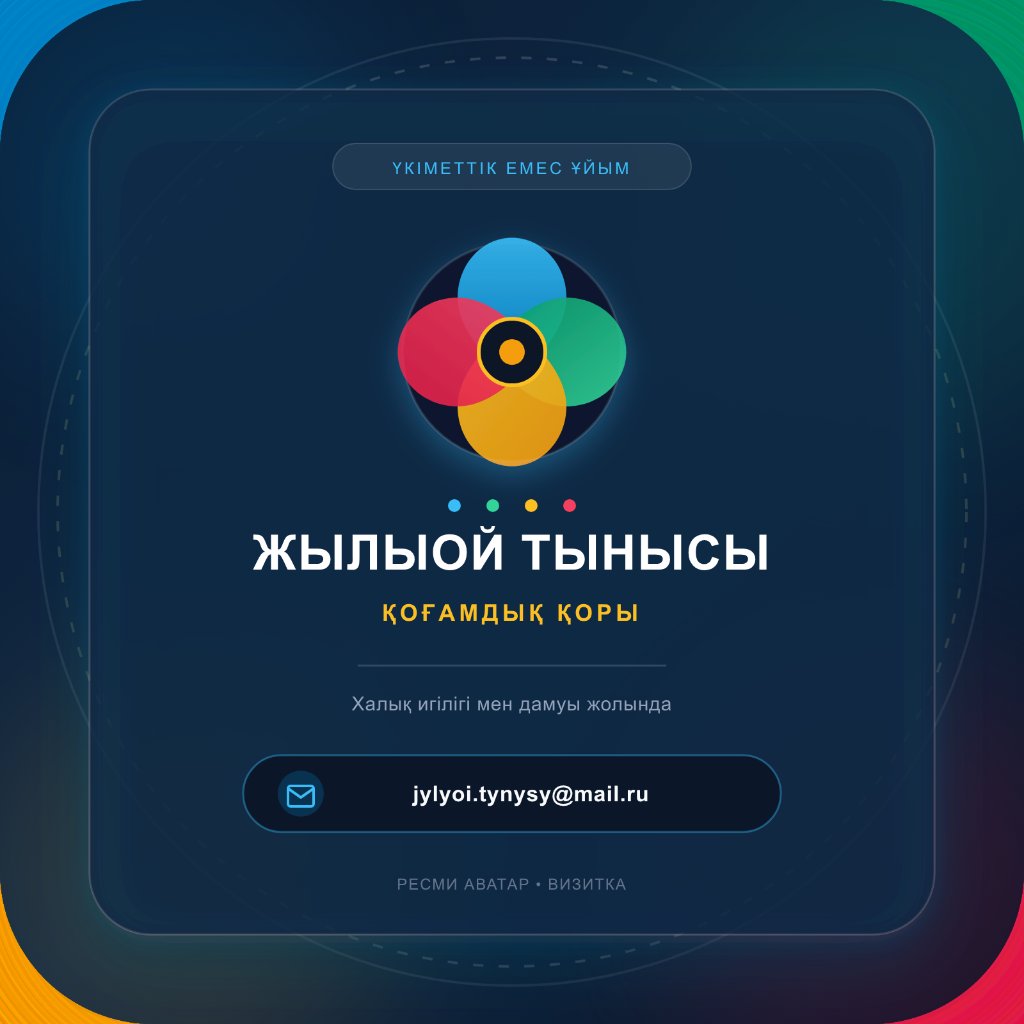 ҮКІМЕТТІК ЕМЕС ҰЙЫМ
ЖЫЛЫОЙ ТЫНЫСЫ
ҚОҒАМДЫҚ ҚОРЫ
Халық игілігі мен дамуы жолында
jylyoi.tynysy@mail.ru
РЕСМИ АВАТАР • ВИЗИТКА